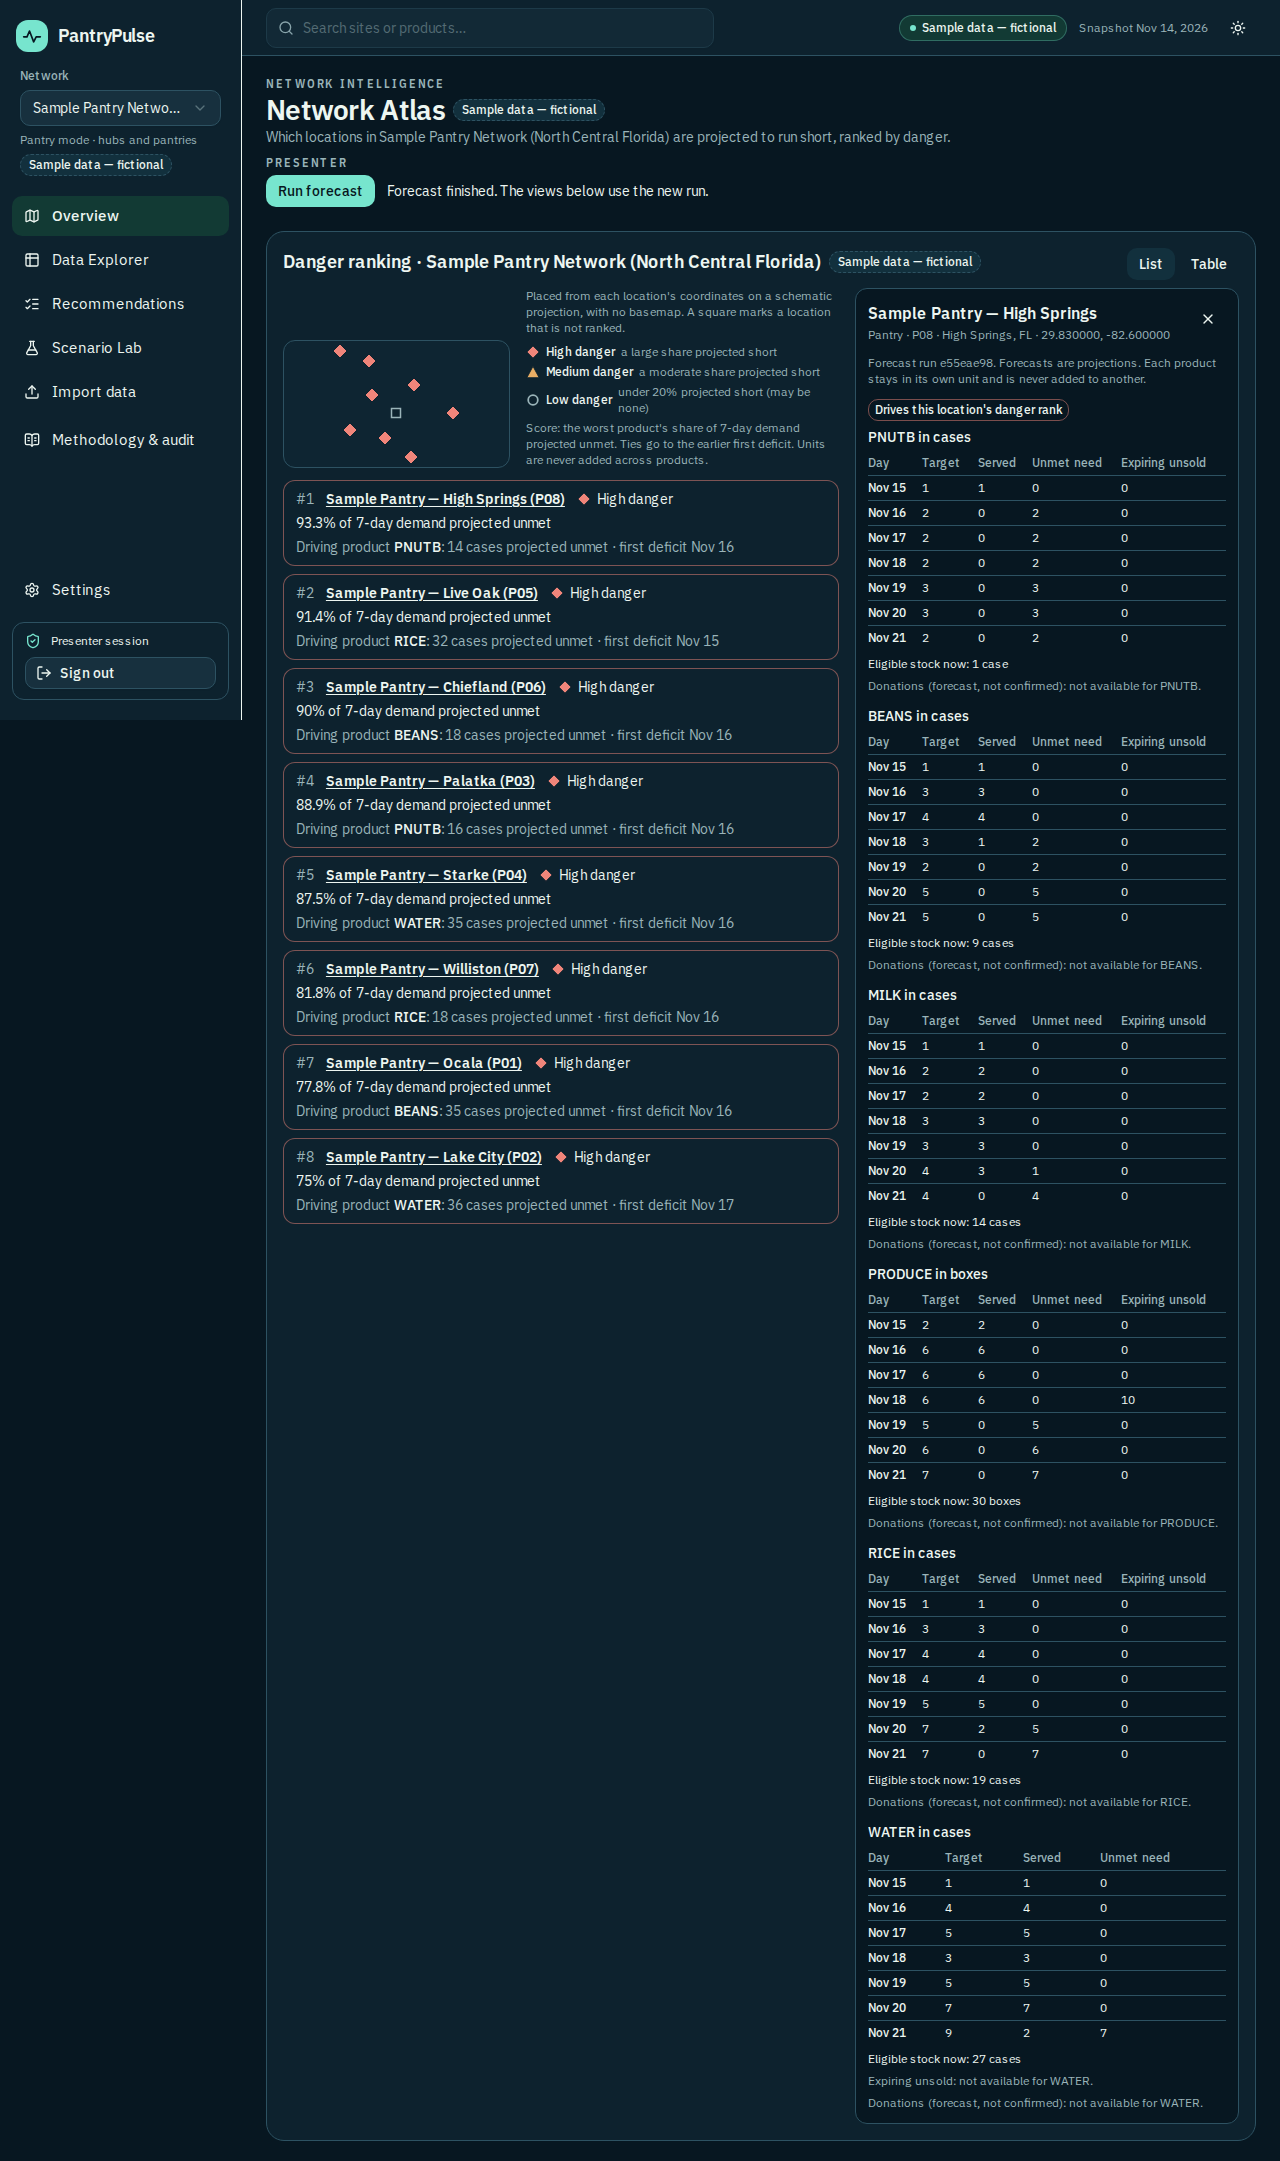 PantryPulse
Network
Sample Pantry Netwo...
Pantry mode · hubs and pantries
Sample data — fictional
Overview
Data Explorer
Recommendations
Scenario Lab
Import data
Methodology & audit
Settings
Presenter session
Sign out
Search sites or products...
Sample data — fictional
Snapshot Nov 14, 2026
NETWORK INTELLIGENCE
Network Atlas
Sample data — fictional
Which locations in Sample Pantry Network (North Central Florida) are projected to run short, ranked by danger.
PRESENTER
Run forecast
Forecast finished. The views below use the new run.
Danger ranking · Sample Pantry Network (North Central Florida)
Sample data — fictional
List
Table
Placed from each location's coordinates on a schematic
projection, with no basemap. A square marks a location
that is not ranked.
High danger a large share projected short
Medium danger a moderate share projected short
Low danger under 20% projected short (may be
none)
Score: the worst product's share of 7-day demand
projected unmet. Ties go to the earlier first deficit. Units
are never added across products.
#1 Sample Pantry — High Springs (P08) High danger
93.3% of 7-day demand projected unmet
Driving product PNUTB: 14 cases projected unmet · first deficit Nov 16
#2 Sample Pantry — Live Oak (P05) High danger
91.4% of 7-day demand projected unmet
Driving product RICE: 32 cases projected unmet · first deficit Nov 15
#3 Sample Pantry — Chiefland (P06) High danger
90% of 7-day demand projected unmet
Driving product BEANS: 18 cases projected unmet · first deficit Nov 16
#4 Sample Pantry — Palatka (P03) High danger
88.9% of 7-day demand projected unmet
Driving product PNUTB: 16 cases projected unmet · first deficit Nov 16
#5 Sample Pantry — Starke (P04) High danger
87.5% of 7-day demand projected unmet
Driving product WATER: 35 cases projected unmet · first deficit Nov 16
#6 Sample Pantry — Williston (P07) High danger
81.8% of 7-day demand projected unmet
Driving product RICE: 18 cases projected unmet · first deficit Nov 16
#7 Sample Pantry — Ocala (P01) High danger
77.8% of 7-day demand projected unmet
Driving product BEANS: 35 cases projected unmet · first deficit Nov 16
#8 Sample Pantry — Lake City (P02) High danger
75% of 7-day demand projected unmet
Driving product WATER: 36 cases projected unmet · first deficit Nov 17
Sample Pantry — High Springs
Pantry · P08 · High Springs, FL · 29.830000, -82.600000
Forecast run e55eae98. Forecasts are projections. Each product
stays in its own unit and is never added to another.
Drives this location's danger rank
PNUTB in cases
Day Target Served Unmet need Expiring unsold
Nov 15 1 1 0 0
Nov 16 2 0 2 0
Nov 17 2 0 2 0
Nov 18 2 0 2 0
Nov 19 3 0 3 0
Nov 20 3 0 3 0
Nov 21 2 0 2 0
Eligible stock now: 1 case
Donations (forecast, not confirmed): not available for PNUTB.
BEANS in cases
Day Target Served Unmet need Expiring unsold
Nov 15 1 1 0 0
Nov 16 3 3 0 0
Nov 17 4 4 0 0
Nov 18 3 1 2 0
Nov 19 2 0 2 0
Nov 20 5 0 5 0
Nov 21 5 0 5 0
Eligible stock now: 9 cases
Donations (forecast, not confirmed): not available for BEANS.
MILK in cases
Day Target Served Unmet need Expiring unsold
Nov 15 1 1 0 0
Nov 16 2 2 0 0
Nov 17 2 2 0 0
Nov 18 3 3 0 0
Nov 19 3 3 0 0
Nov 20 4 3 1 0
Nov 21 4 0 4 0
Eligible stock now: 14 cases
Donations (forecast, not confirmed): not available for MILK.
PRODUCE in boxes
Day Target Served Unmet need Expiring unsold
Nov 15 2 2 0 0
Nov 16 6 6 0 0
Nov 17 6 6 0 0
Nov 18 6 6 0 10
Nov 19 5 0 5 0
Nov 20 6 0 6 0
Nov 21 7 0 7 0
Eligible stock now: 30 boxes
Donations (forecast, not confirmed): not available for PRODUCE.
RICE in cases
Day Target Served Unmet need Expiring unsold
Nov 15 1 1 0 0
Nov 16 3 3 0 0
Nov 17 4 4 0 0
Nov 18 4 4 0 0
Nov 19 5 5 0 0
Nov 20 7 2 5 0
Nov 21 7 0 7 0
Eligible stock now: 19 cases
Donations (forecast, not confirmed): not available for RICE.
WATER in cases
Day Target Served Unmet need
Nov 15 1 1 0
Nov 16 4 4 0
Nov 17 5 5 0
Nov 18 3 3 0
Nov 19 5 5 0
Nov 20 7 7 0
Nov 21 9 2 7
Eligible stock now: 27 cases
Expiring unsold: not available for WATER.
Donations (forecast, not confirmed): not available for WATER.